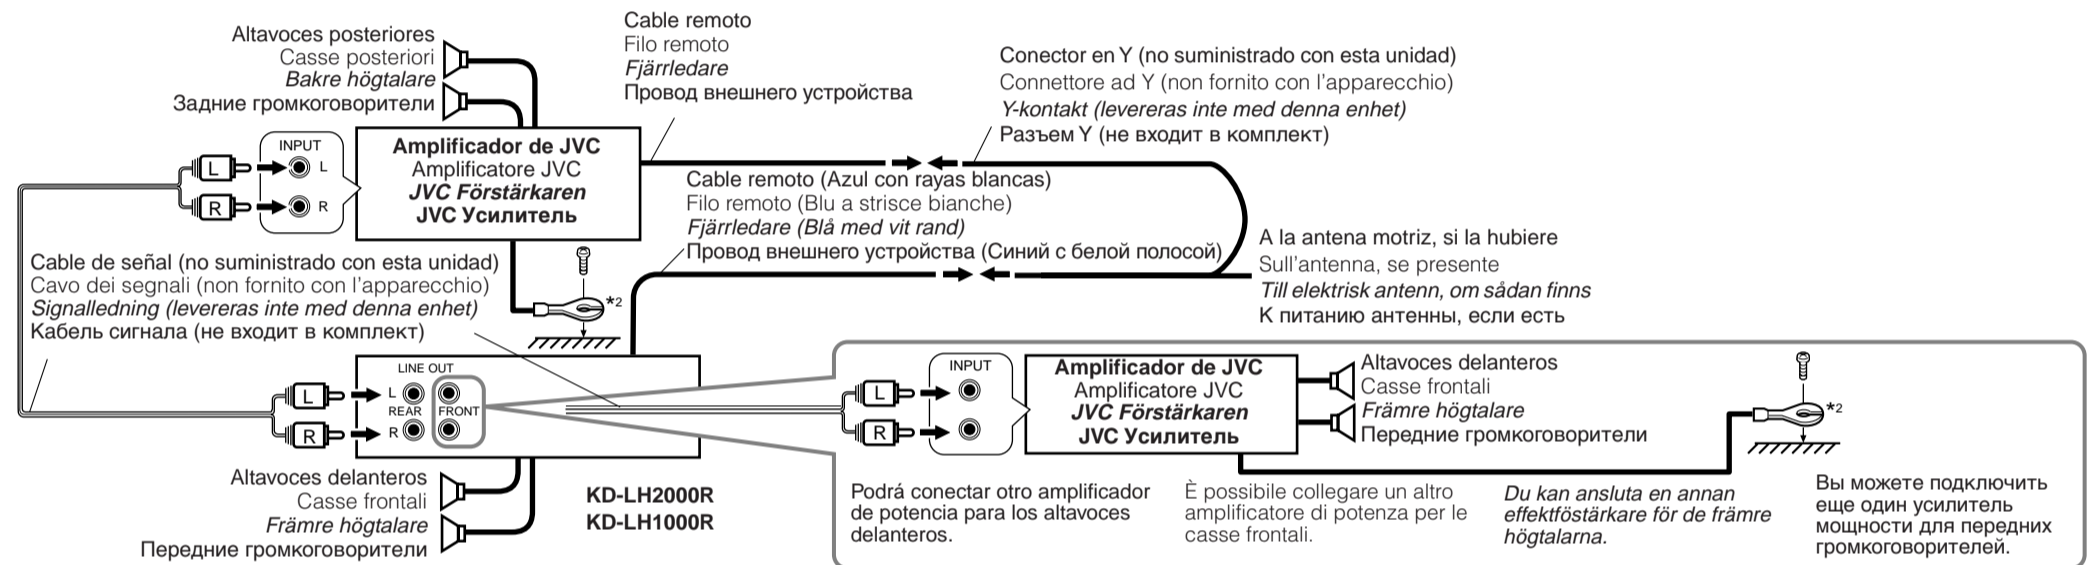 Altavoces posteriores
Casse posteriori
Bakre högtalare
Задние громкоговорители
Cable remoto
Filo remoto
Fjärrledare
Провод внешнего устройства
Conector en Y (no suministrado con esta unidad)
Connettore ad Y (non fornito con l'apparecchio)
Y-kontakt (levereras inte med denna enhet)
Разъем Y (не входит в комплект)
INPUT
L
L
R
R
Amplificador de JVC
Amplificatore JVC
JVC Förstärkaren
JVC Усилитель
Cable remoto (Azul con rayas blancas)
Filo remoto (Blu a strisce bianche)
Fjärrledare (Blå med vit rand)
Провод внешнего устройства (Синий с белой полосой)
A la antena motriz, si la hubiere
Sull'antenna, se presente
Till elektrisk antenn, om sådan finns
К питанию антенны, если есть
Cable de señal (no suministrado con esta unidad)
Cavo dei segnali (non fornito con l'apparecchio)
Signalledning (levereras inte med denna enhet)
Кабель сигнала (не входит в комплект)
*2
LINE OUT
L
L
REAR FRONT
R
R
Altavoces delanteros
Casse frontali
Främre högtalare
Передние громкоговорители
KD-LH2000R
KD-LH1000R
INPUT
L
R
Amplificador de JVC
Amplificatore JVC
JVC Förstärkaren
JVC Усилитель
Altavoces delanteros
Casse frontali
Främre högtalare
Передние громкоговорители
*2
Podrá conectar otro amplificador
de potencia para los altavoces
delanteros.
È possibile collegare un altro
amplificatore di potenza per le
casse frontali.
Du kan ansluta en annan
effektföstärkare för de främre
högtalarna.
Вы можете подключить
еще один усилитель
мощности для передних
громкоговорителей.